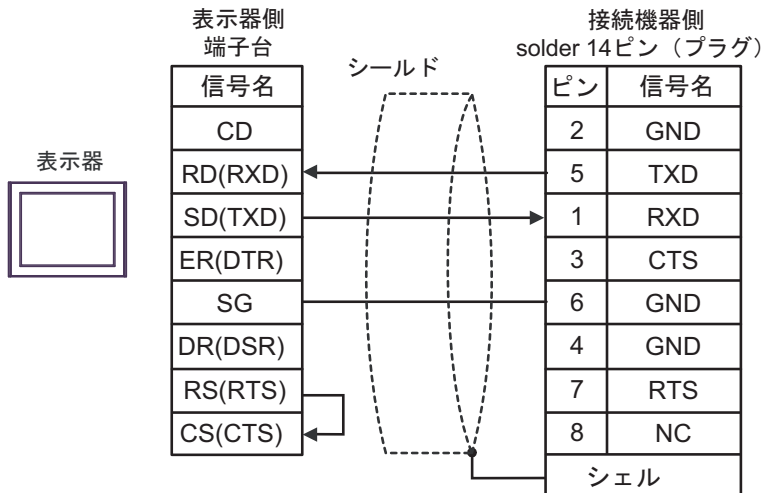 表示器側
端子台
接続機器側
solder 14ピン（プラグ）
シールド
表示器
信号名
CD
RD(RXD)
SD(TXD)
ER(DTR)
SG
DR(DSR)
RS(RTS)
CS(CTS)
ピン 信号名
2 GND
5 TXD
1 RXD
3 CTS
6 GND
4 GND
7 RTS
8 NC
シェル